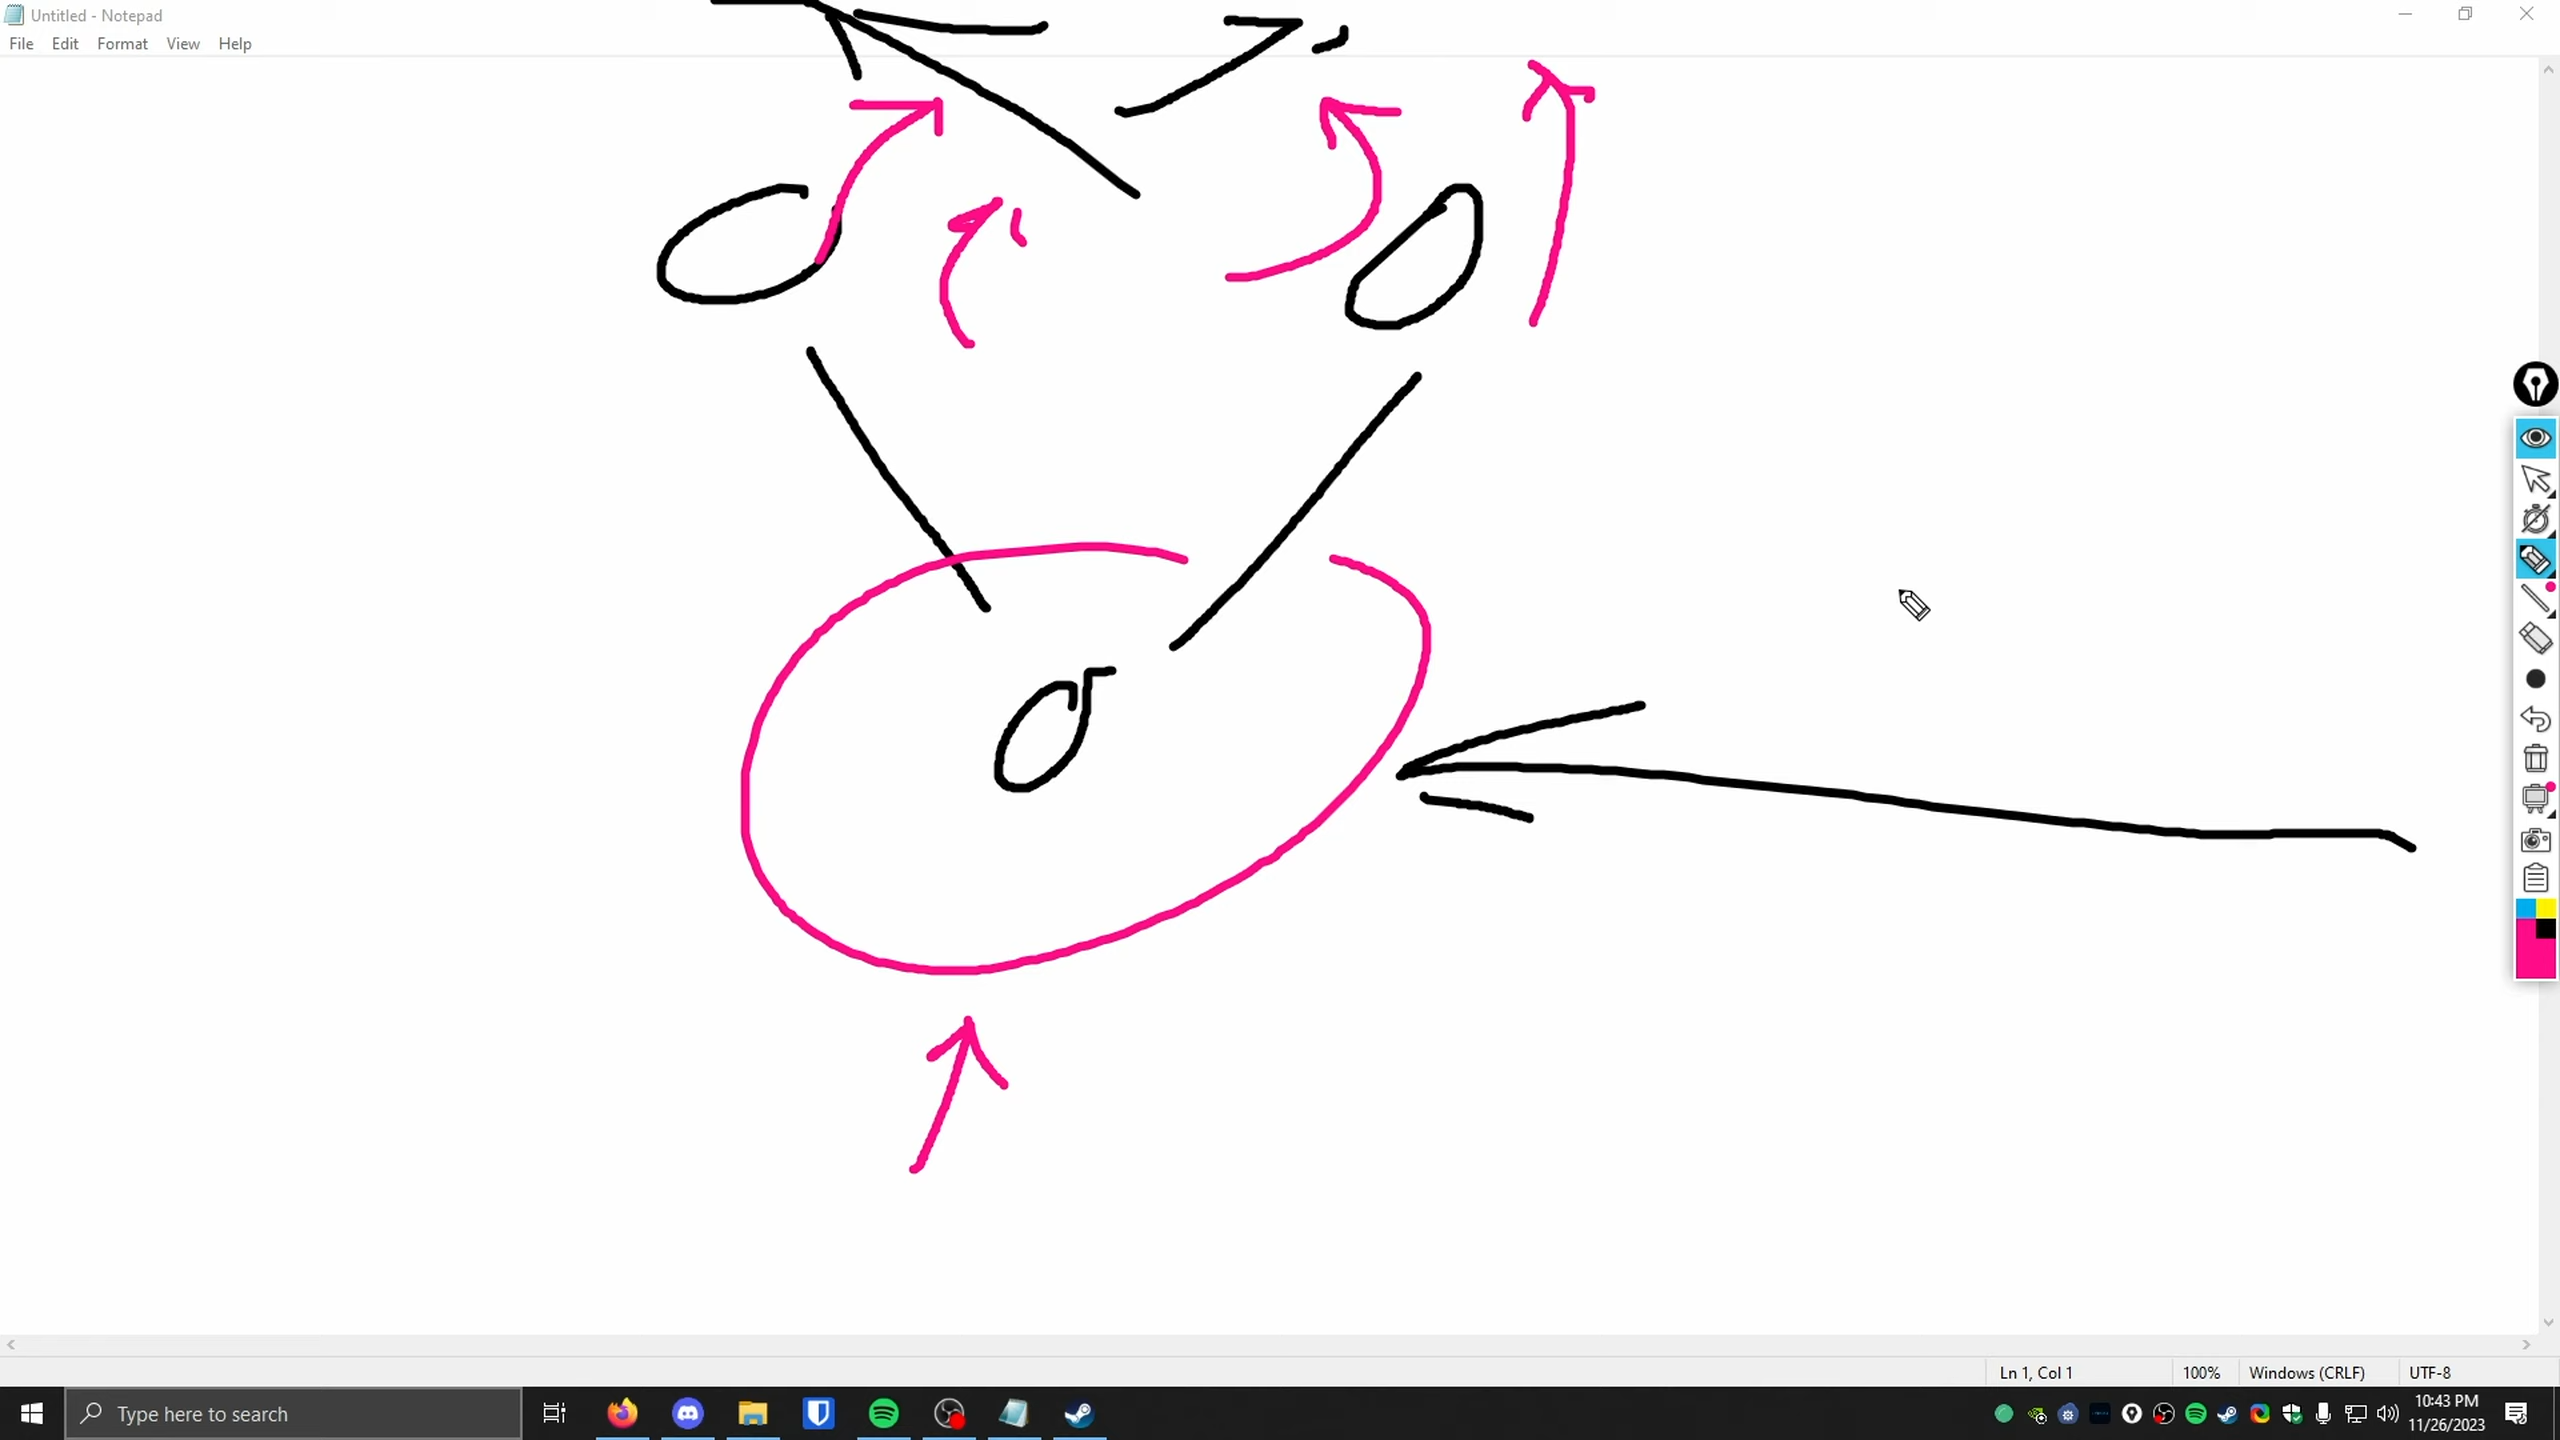 Untitled - Notepad
File Edit Format View Help
Ln 1, Col 1 100% Windows (CRLF) UTF-8
Type here to search
10:43 PM
11/26/2023